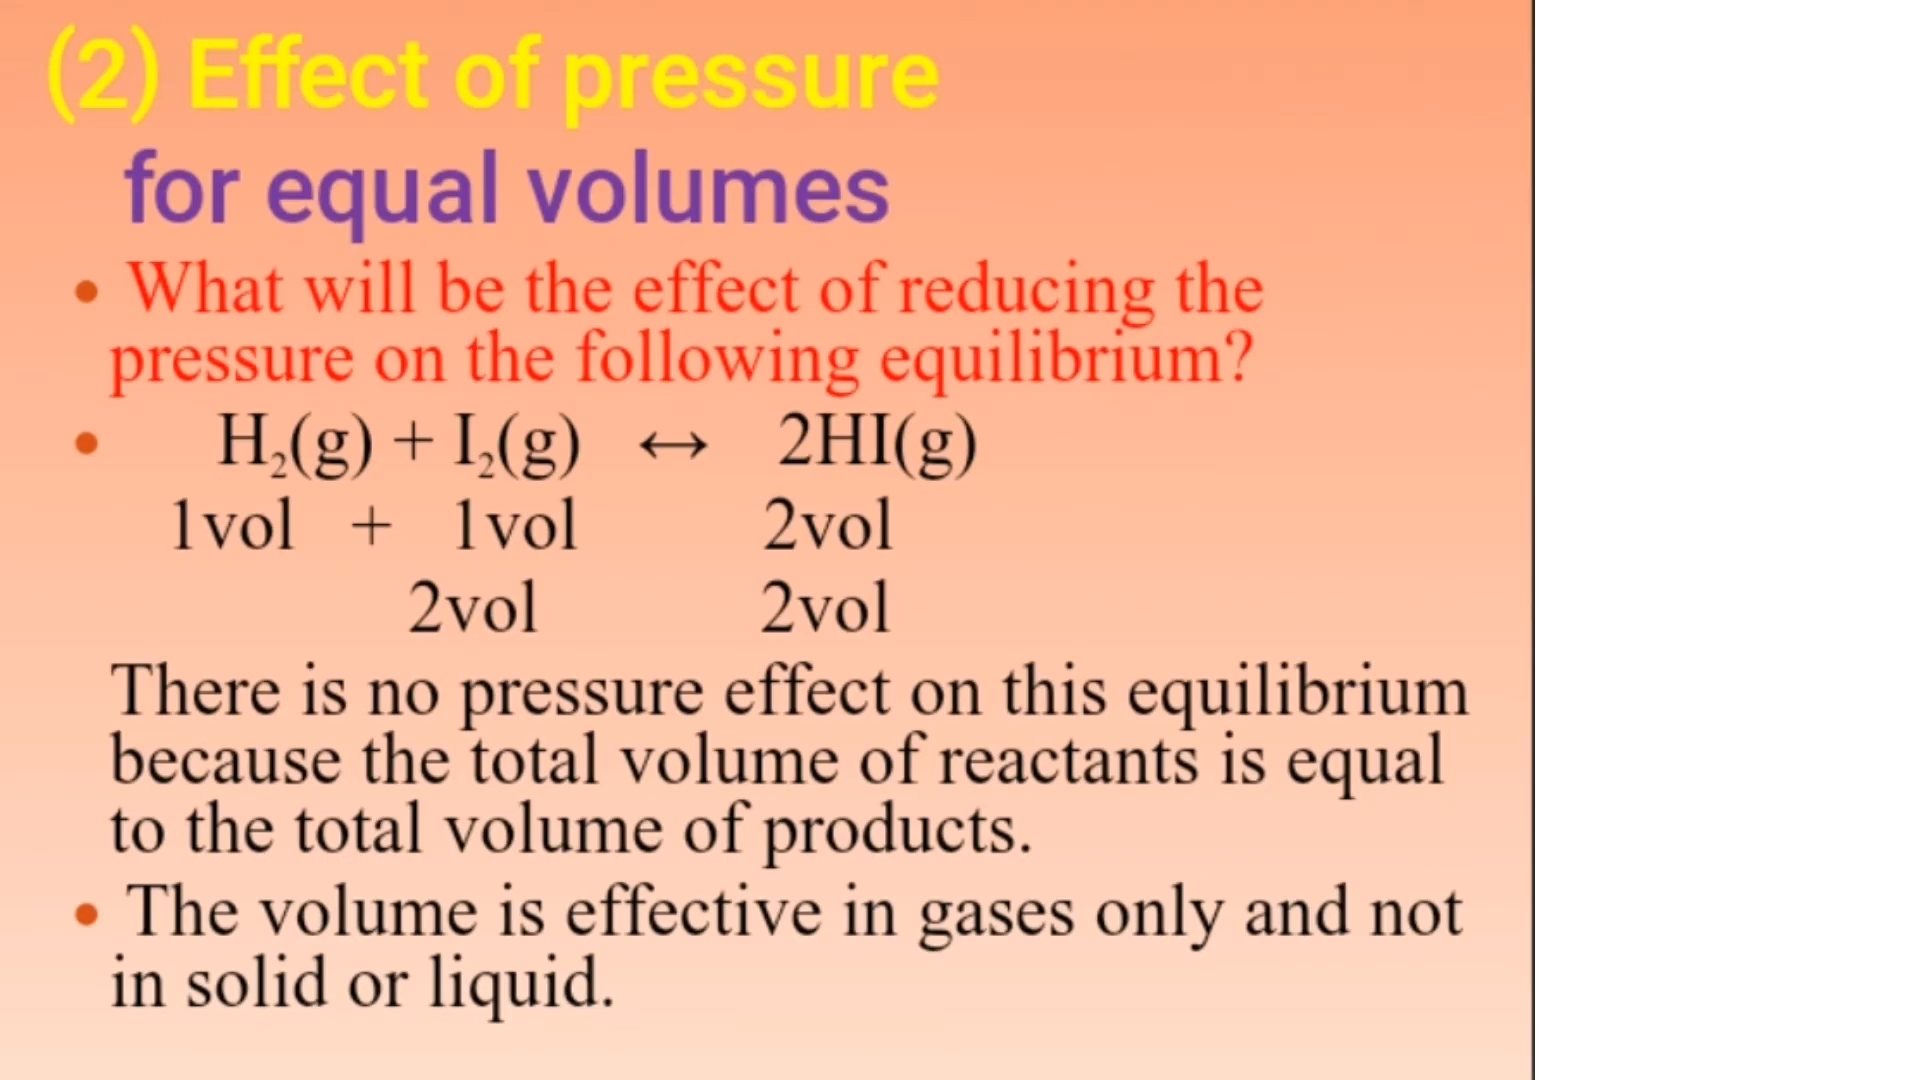 (2) Effect of pressure
for equal volumes
• What will be the effect of reducing the
pressure on the following equilibrium?
• H₂(g) + I₂(g) ↔ 2HI(g)
1vol + 1vol 2vol
2vol 2vol
There is no pressure effect on this equilibrium
because the total volume of reactants is equal
to the total volume of products.
• The volume is effective in gases only and not
in solid or liquid.